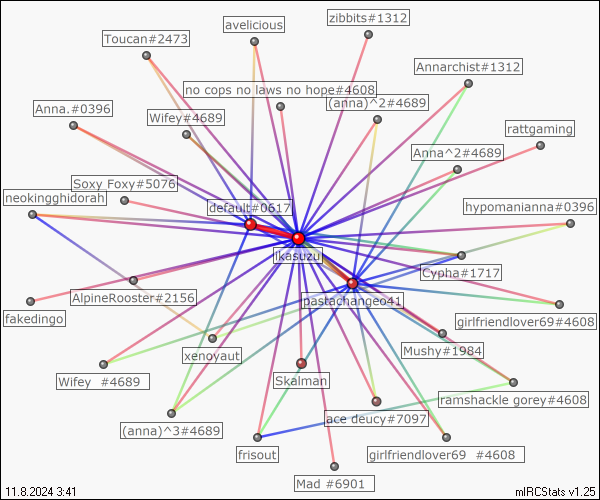 zibbits#1312
avelicious
Toucan#2473
Annarchist#1312
no cops no laws no hope#4608
(anna)^2#4689
Anna.#0396
Wifey#4689
rattgaming
Anna^2#4689
Soxy Foxy#5076
neokingghidorah
default#0617
hypomanianna#0396
ikasuzu
Cypha#1717
AlpineRooster#2156
pastachangeo41
fakedingo
girlfriendlover69#4608
xenoyaut
Mushy#1984
Wifey  #4689
Skalman
ramshackle gorey#4608
ace deucy#7097
(anna)^3#4689
frisout
girlfriendlover69  #4608
Mad #6901
11.8.2024 3:41
mIRCStats v1.25